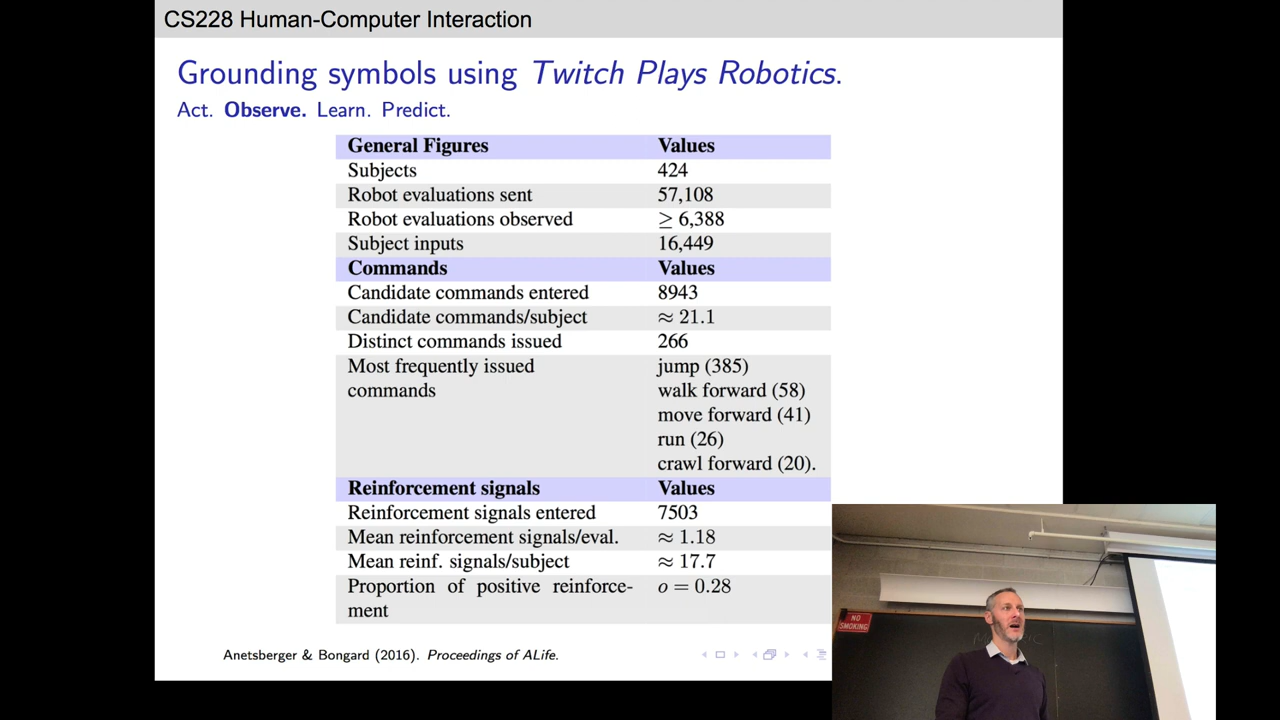 CS228 Human-Computer Interaction
Grounding symbols using Twitch Plays Robotics.
Act. Observe. Learn. Predict.
General Figures Values
Subjects 424
Robot evaluations sent 57,108
Robot evaluations observed ≥ 6,388
Subject inputs 16,449
Commands Values
Candidate commands entered 8943
Candidate commands/subject ≈ 21.1
Distinct commands issued 266
Most frequently issued jump (385)
commands walk forward (58)
move forward (41)
run (26)
crawl forward (20).
Reinforcement signals Values
Reinforcement signals entered 7503
Mean reinforcement signals/eval. ≈ 1.18
Mean reinf. signals/subject ≈ 17.7
Proportion of positive reinforce- o = 0.28
ment
Anetsberger & Bongard (2016). Proceedings of ALife.
NO
SMOKING